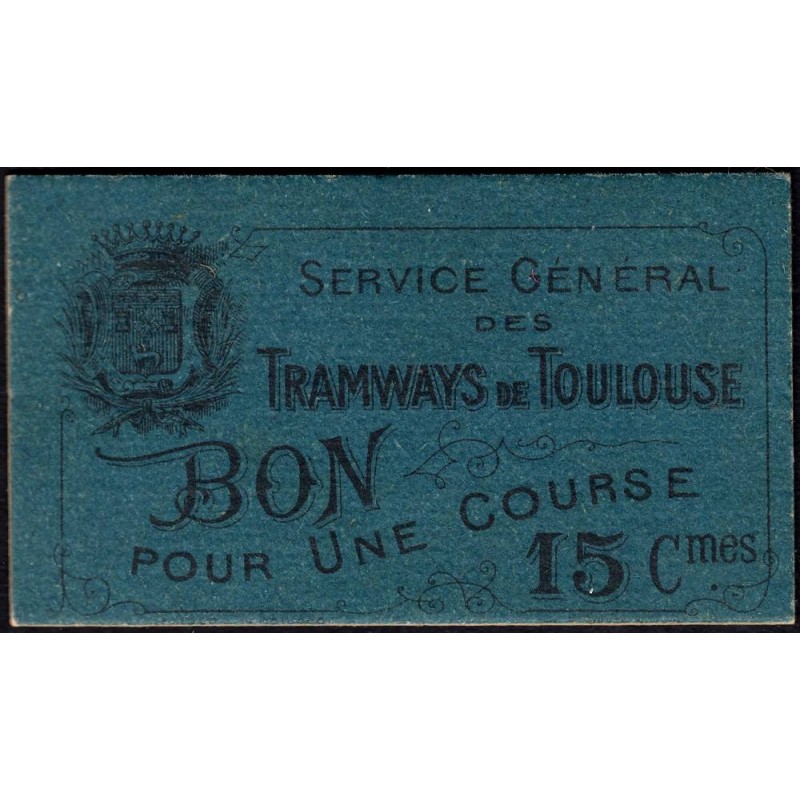 SERVICE GÉNÉRAL
DES
TRAMWAYS DE TOULOUSE
BON
POUR UNE COURSE
15 Cmes